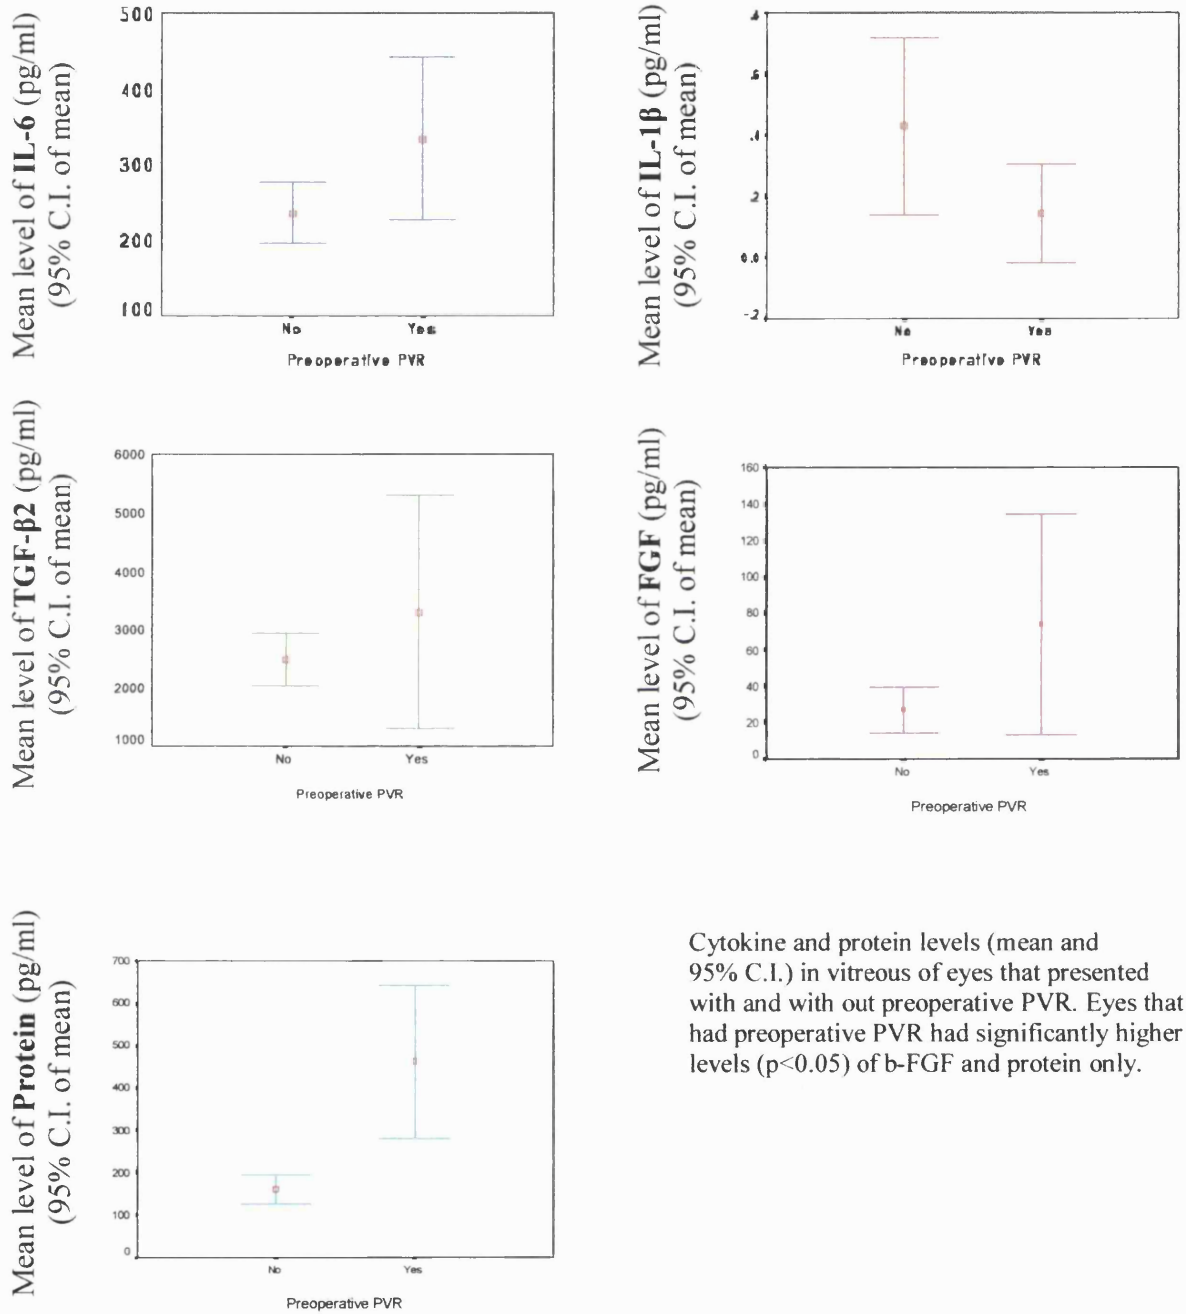 Mean level of IL-6 (pg/ml)
(95% C.I. of mean)
500
400
300
200
100
No Yes
Preoperative PVR
Mean level of IL-1β (pg/ml)
(95% C.I. of mean)
.6
.4
.2
0.0
-.2
No Yes
Preoperative PVR
Mean level of TGF-β2 (pg/ml)
(95% C.I. of mean)
6000
5000
4000
3000
2000
1000
No Yes
Preoperative PVR
Mean level of FGF (pg/ml)
(95% C.I. of mean)
160
140
120
100
80
60
40
20
0
No Yes
Preoperative PVR
Mean level of Protein (pg/ml)
(95% C.I. of mean)
700
600
500
400
300
200
100
0
No Yes
Preoperative PVR
Cytokine and protein levels (mean and
95% C.I.) in vitreous of eyes that presented
with and with out preoperative PVR. Eyes that
had preoperative PVR had significantly higher
levels (p<0.05) of b-FGF and protein only.